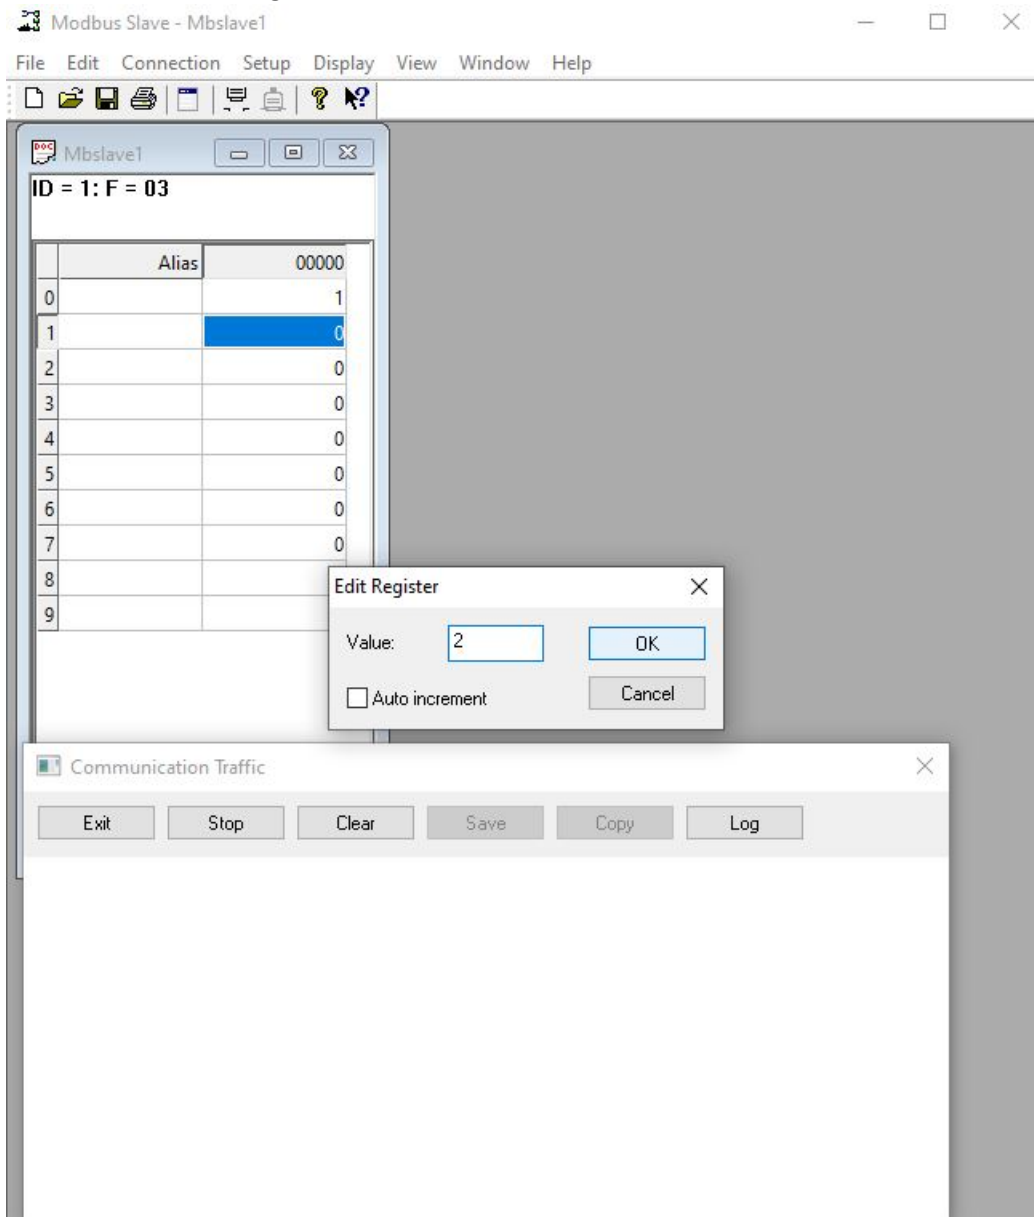 Modbus Slave - Mbslave1
File Edit Connection Setup Display View Window Help
DOC Mbslave1
ID = 1: F = 03
Alias 00000
0 1
1 0
2 0
3 0
4 0
5 0
6 0
7 0
8
9
Edit Register
Value: 2 OK
Auto increment Cancel
Communication Traffic
Exit Stop Clear Save Copy Log